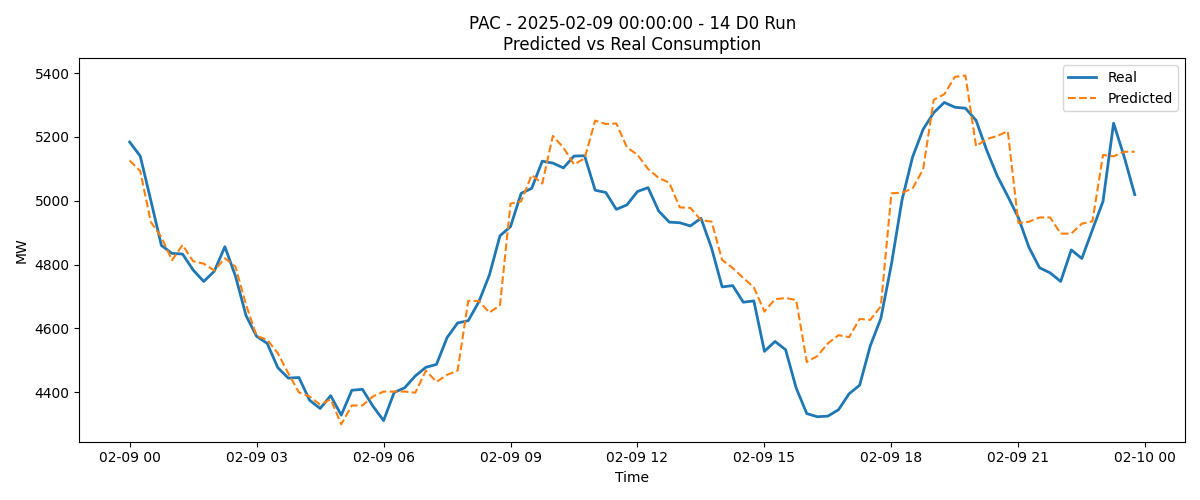 PAC - 2025-02-09 00:00:00 - 14 D0 Run
Predicted vs Real Consumption
Real
Predicted
MW
5400
5200
5000
4800
4600
4400
02-09 00
02-09 03
02-09 06
02-09 09
02-09 12
02-09 15
02-09 18
02-09 21
02-10 00
Time